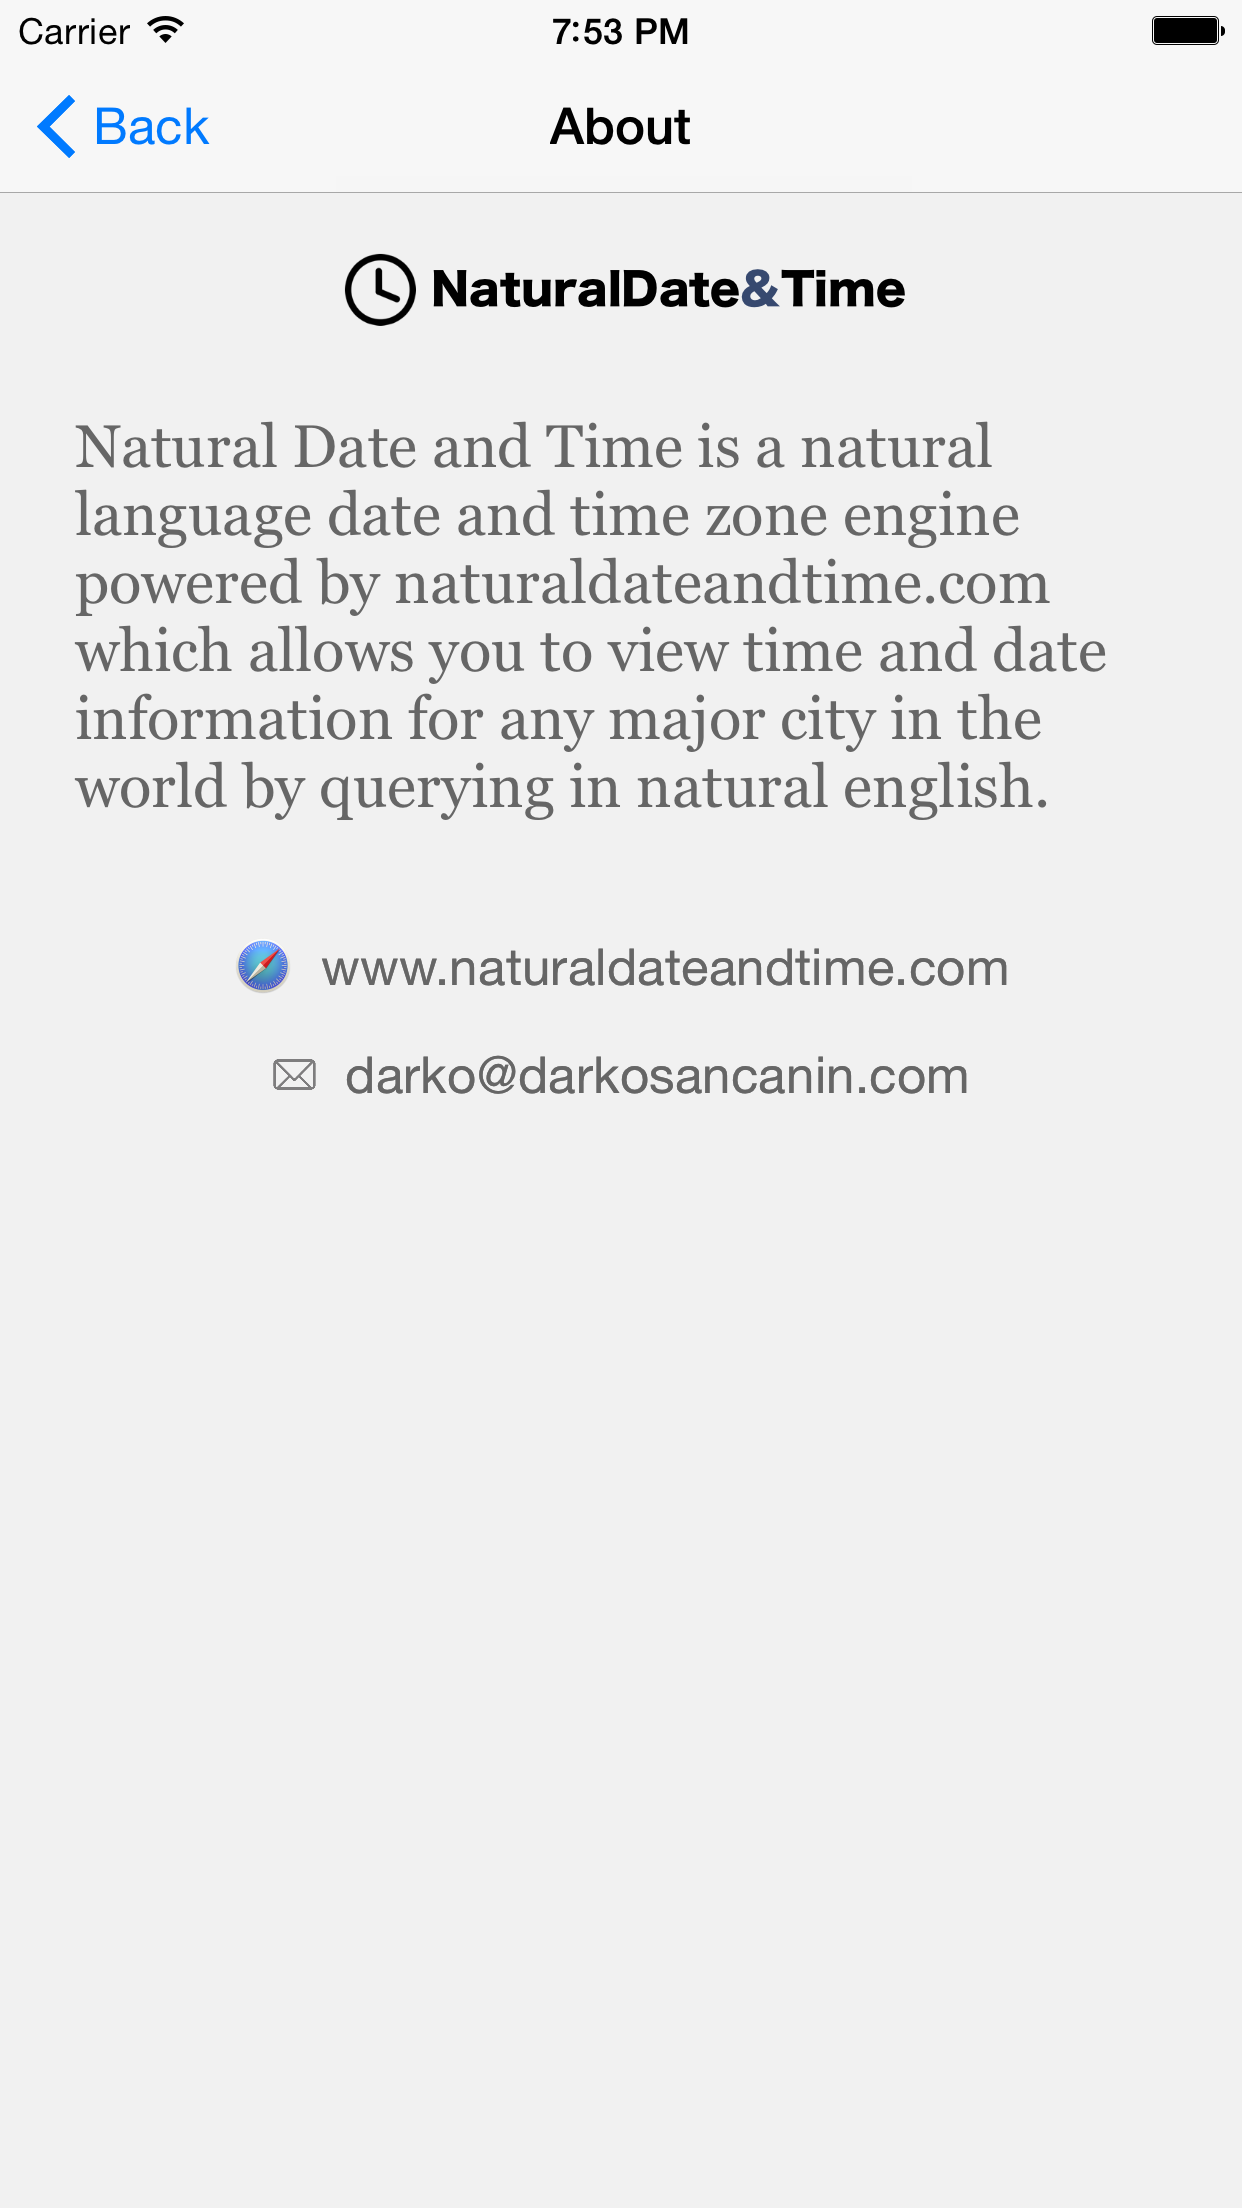 Carrier
7:53 PM
Back
About
NaturalDate&Time
Natural Date and Time is a natural
language date and time zone engine
powered by naturaldateandtime.com
which allows you to view time and date
information for any major city in the
world by querying in natural english.
www.naturaldateandtime.com
darko@darkosancanin.com